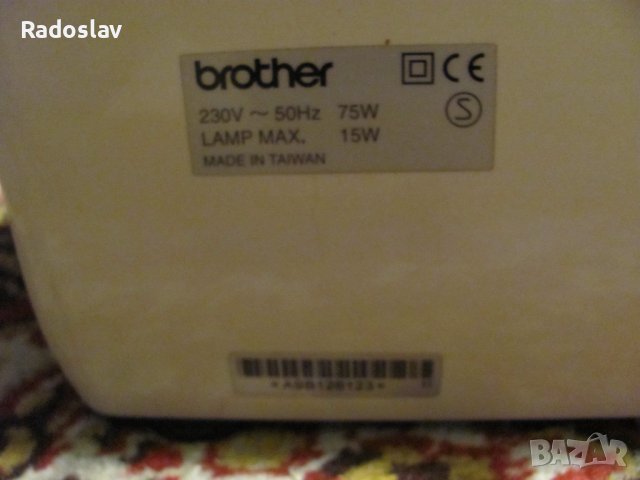 Radoslav
brother
CE
230V ~ 50Hz 75W
S
LAMP MAX. 15W
MADE IN TAIWAN
BAZAR